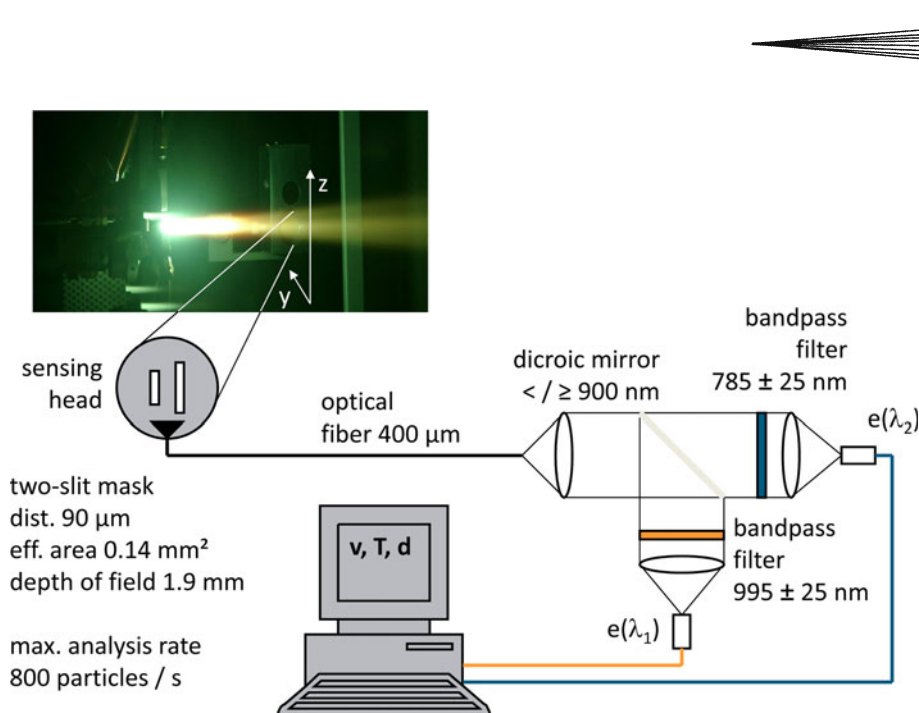 z
y
sensing
head
optical
fiber 400 µm
dicroic mirror
< / ≥ 900 nm
bandpass
filter
785 ± 25 nm
e(λ₂)
two-slit mask
dist. 90 µm
eff. area 0.14 mm²
depth of field 1.9 mm
max. analysis rate
800 particles / s
v, T, d
bandpass
filter
995 ± 25 nm
e(λ₁)